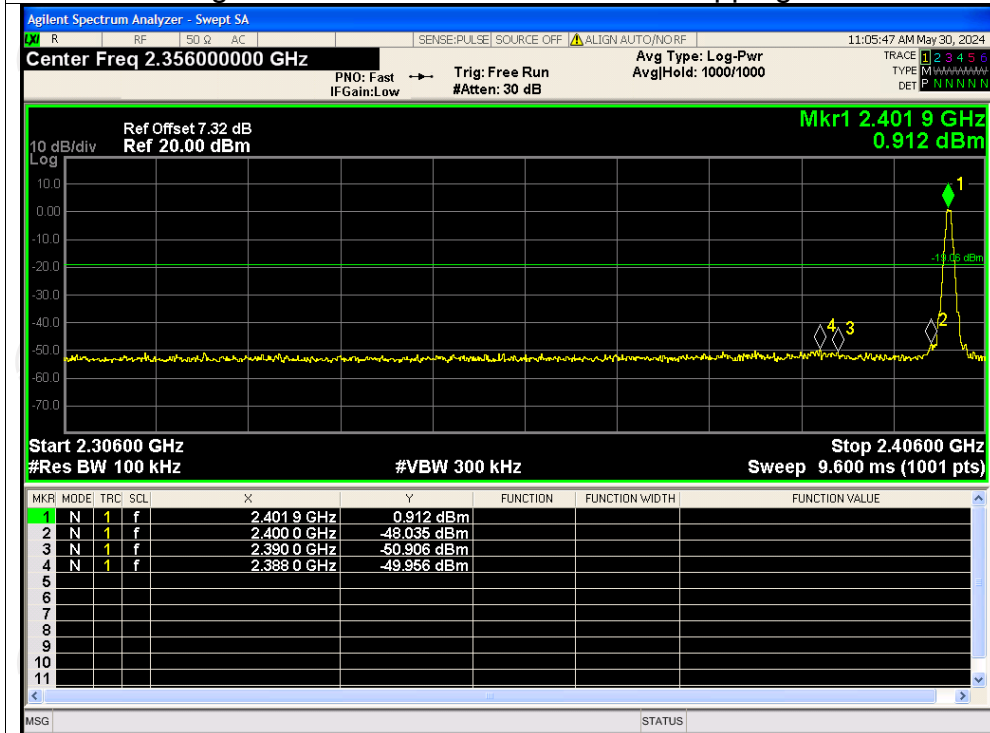 Agilent Spectrum Analyzer - Swept SA
LXI R RF 50 Ω AC SENSE:PULSE SOURCE OFF ALIGN AUTO/NO RF 11:05:47 AM May 30, 2024
Center Freq 2.356000000 GHz
PNO: Fast
IFGain:Low
Trig: Free Run
#Atten: 30 dB
Avg Type: Log-Pwr
Avg|Hold: 1000/1000
TRACE 1 2 3 4 5 6
TYPE M
DET P N N N N N
Mkr1 2.401 9 GHz
0.912 dBm
Ref Offset 7.32 dB
10 dB/div Ref 20.00 dBm
Log
10.0
0.00
-10.0
-20.0
-30.0
-40.0
-50.0
-60.0
-70.0
1
-19.06 dBm
4 3 2
Start 2.30600 GHz Stop 2.40600 GHz
#Res BW 100 kHz #VBW 300 kHz Sweep 9.600 ms (1001 pts)
MKR MODE TRC SCL X Y FUNCTION FUNCTION WIDTH FUNCTION VALUE
1 N 1 f 2.401 9 GHz 0.912 dBm
2 N 1 f 2.400 0 GHz -48.035 dBm
3 N 1 f 2.390 0 GHz -50.906 dBm
4 N 1 f 2.388 0 GHz -49.956 dBm
5
6
7
8
9
10
11
MSG STATUS